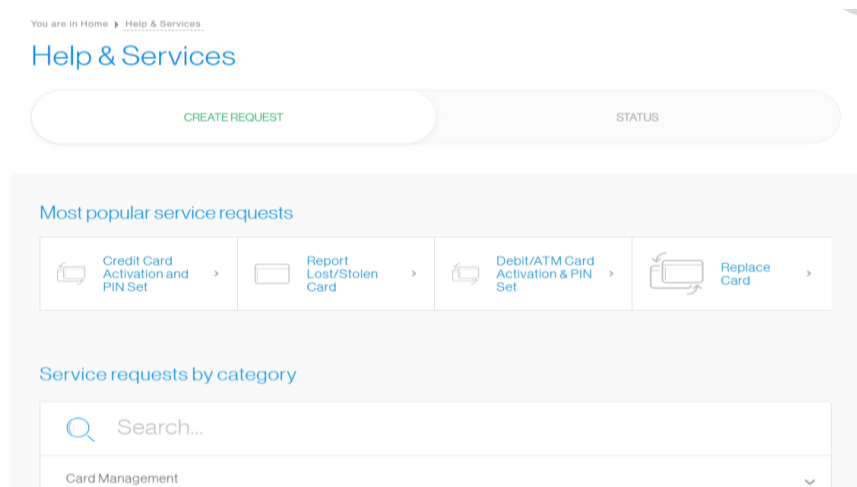 You are in Home Help & Services
Help & Services
CREATE REQUEST
STATUS
Most popular service requests
Credit Card
Activation and
PIN Set
Report
Lost/Stolen
Card
Debit/ATM Card
Activation & PIN
Set
Replace
Card
Service requests by category
Search...
Card Management